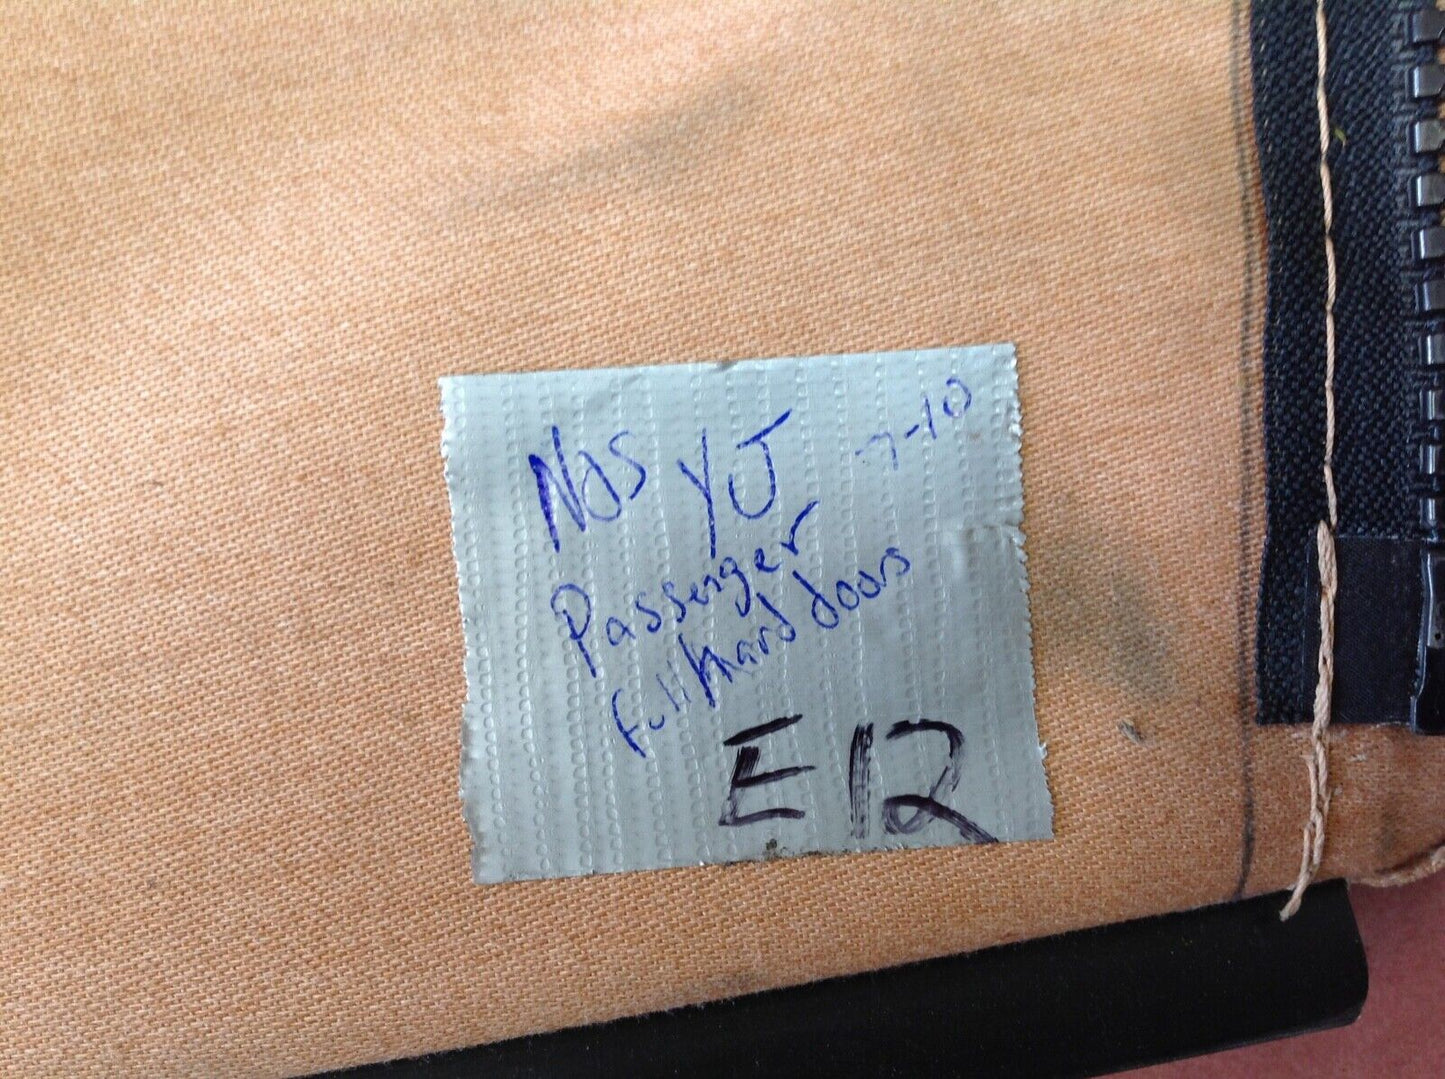 NOS YJ 7-10
Passenger
full hard doors
E12